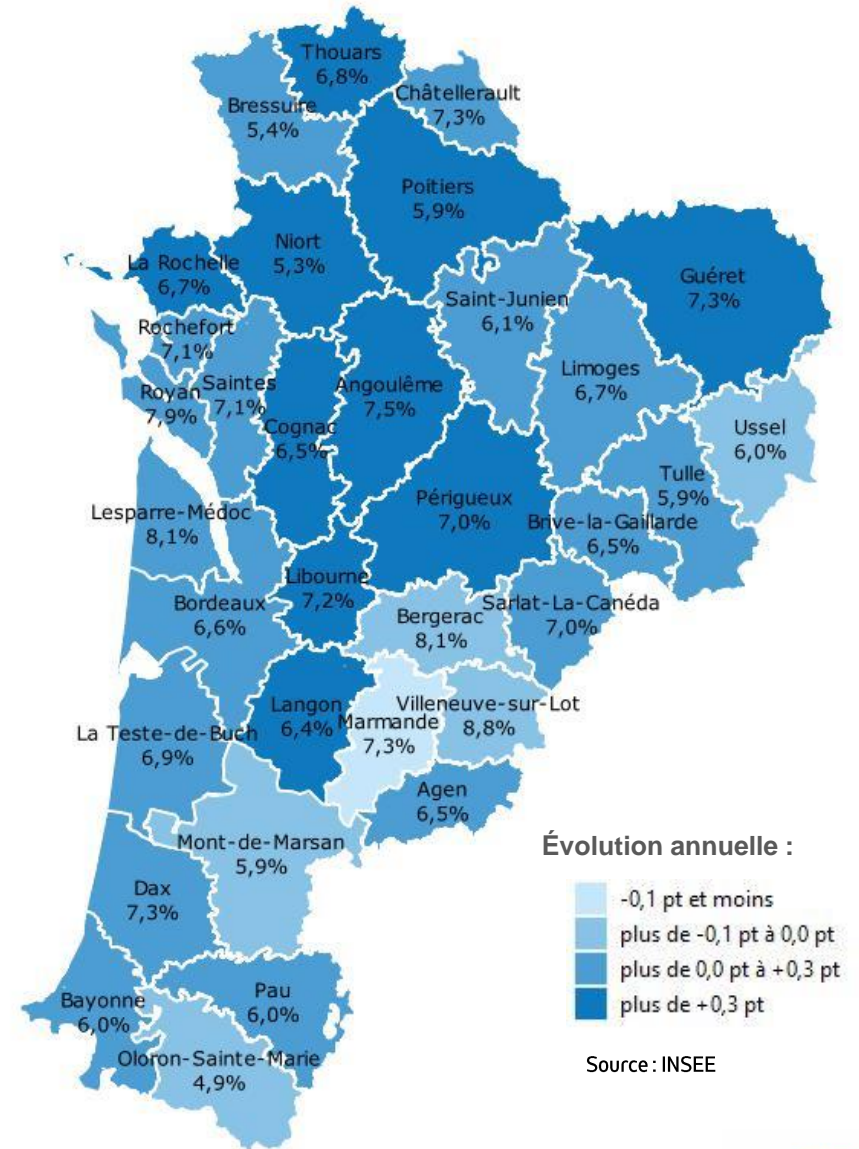 Thouars
6,8%
Châtellerault
7,3%
Bressuire
5,4%
Poitiers
5,9%
Niort
5,3%
La Rochelle
6,7%
Guéret
7,3%
Saint-Junien
6,1%
Rochefort
7,1%
Limoges
6,7%
Royan
7,9%
Saintes
7,1%
Angoulême
7,5%
Cognac
6,5%
Ussel
6,0%
Tulle
5,9%
Périgueux
7,0%
Lesparre-Médoc
8,1%
Brive-la-Gaillarde
6,5%
Libourne
7,2%
Bordeaux
6,6%
Bergerac
8,1%
Sarlat-La-Canéda
7,0%
Langon
6,4%
Villeneuve-sur-Lot
8,8%
Marmande
7,3%
La Teste-de-Buch
6,9%
Agen
6,5%
Mont-de-Marsan
5,9%
Dax
7,3%
Bayonne
6,0%
Pau
6,0%
Oloron-Sainte-Marie
4,9%
Évolution annuelle :
-0,1 pt et moins
plus de -0,1 pt à 0,0 pt
plus de 0,0 pt à +0,3 pt
plus de +0,3 pt
Source : INSEE